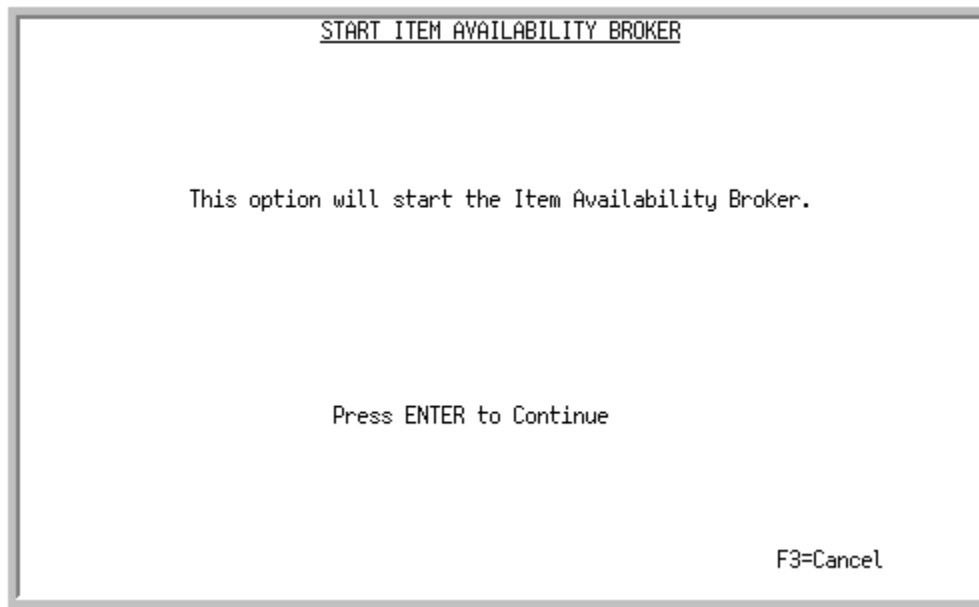 START ITEM AVAILABILITY BROKER
This option will start the Item Availability Broker.
Press ENTER to Continue
F3=Cancel